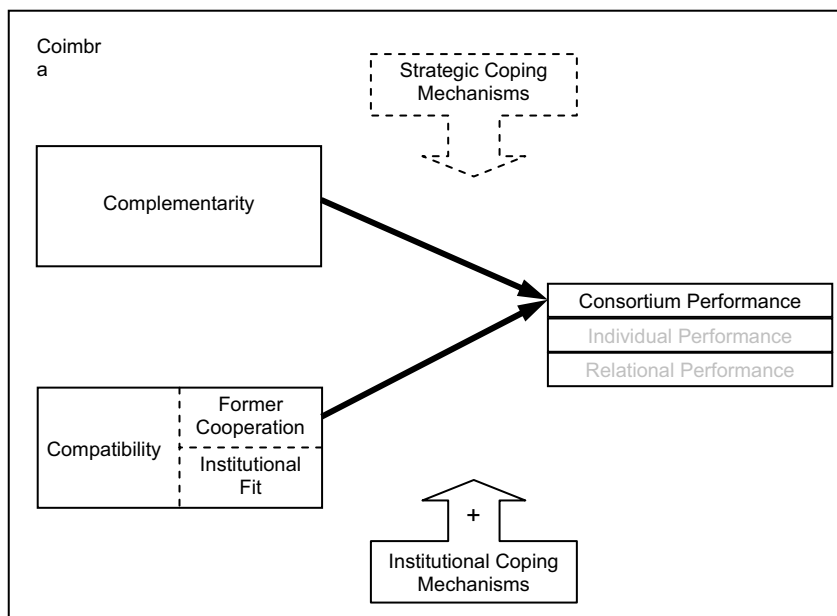 Coimbr
a
Strategic Coping
Mechanisms
Complementarity
Consortium Performance
Individual Performance
Relational Performance
Compatibility
Former
Cooperation
Institutional
Fit
+
Institutional Coping
Mechanisms